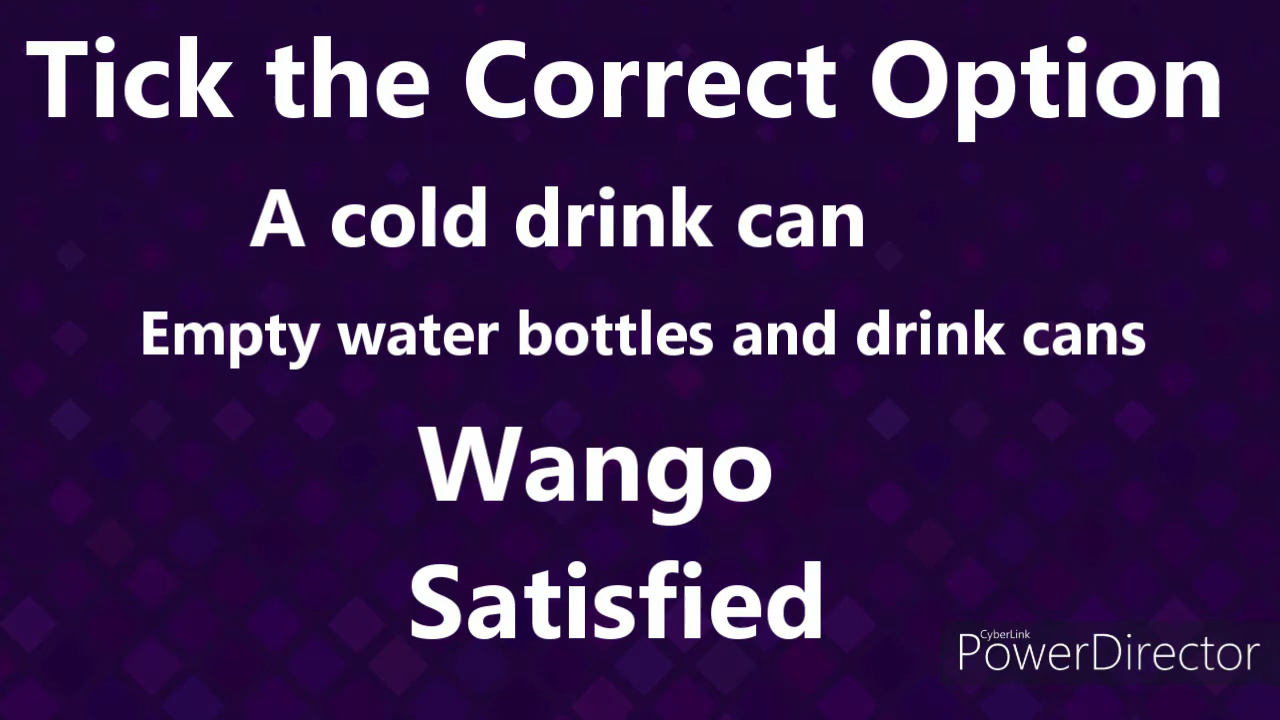 Tick the Correct Option
A cold drink can
Empty water bottles and drink cans
Wango
Satisfied
CyberLink
PowerDirector